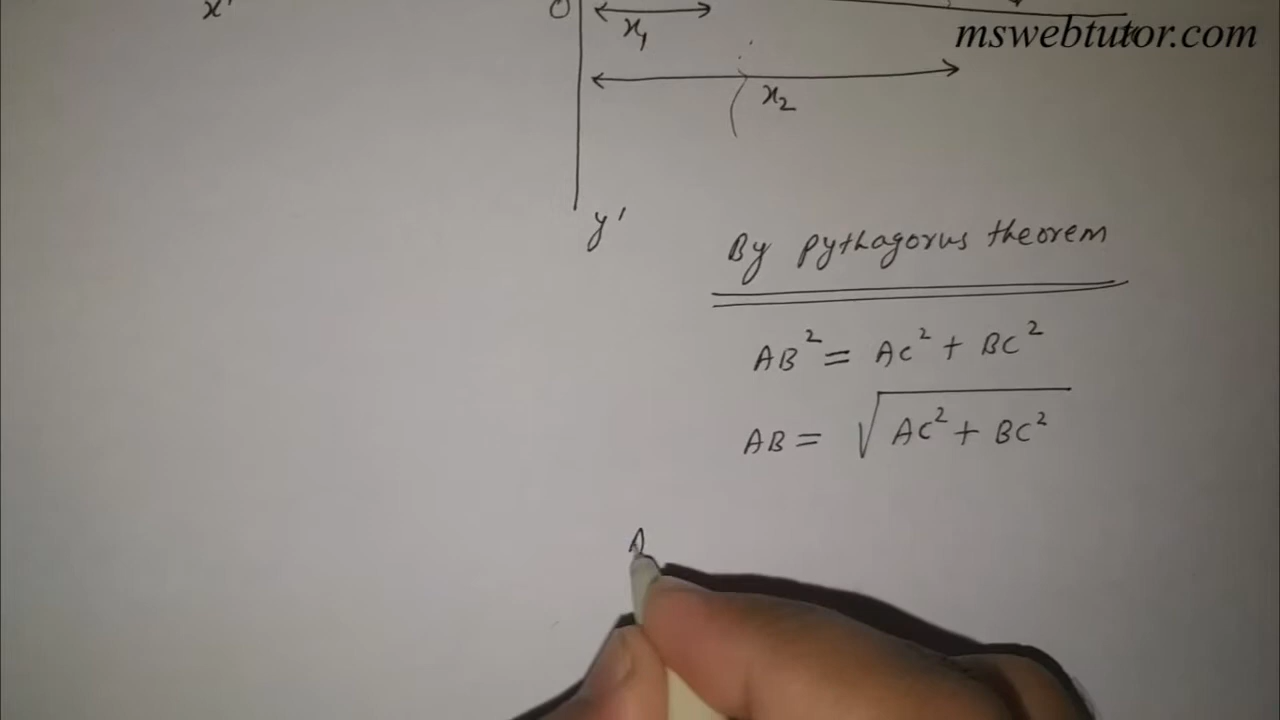 x' O x₁
mswebtutor.com
x₂
y'
By pythagorus theorem
AB² = AC² + BC²
AB = √AC² + BC²
A